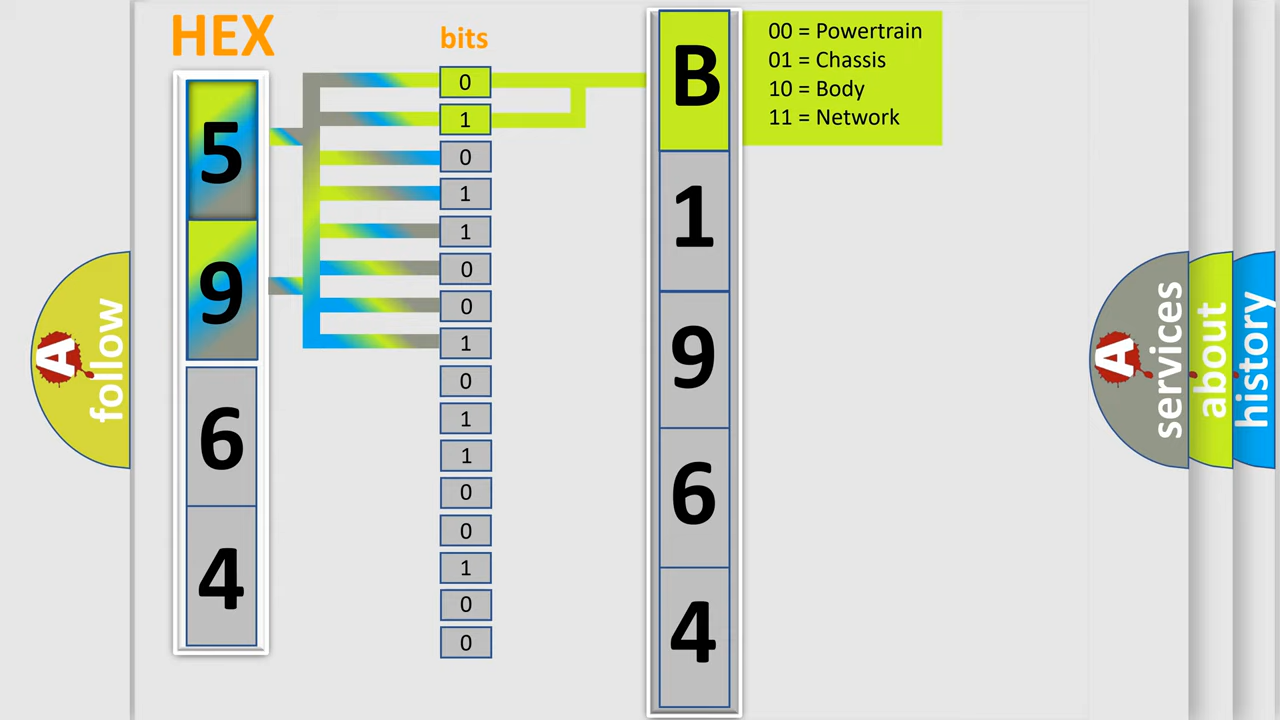 HEX
bits
5
9
6
4
0
1
0
1
1
0
0
1
0
1
1
0
0
1
0
0
B
1
9
6
4
00 = Powertrain
01 = Chassis
10 = Body
11 = Network
A
follow
A
services
about
history